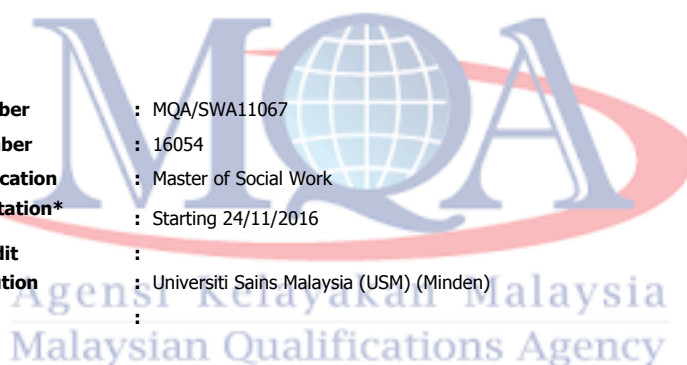 MQA
ber : MQA/SWA11067
ber : 16054
cation : Master of Social Work
tation* : Starting 24/11/2016
dit :
tion : Universiti Sains Malaysia (USM) (Minden)
:
Agensi Kelayakan Malaysia
Malaysian Qualifications Agency